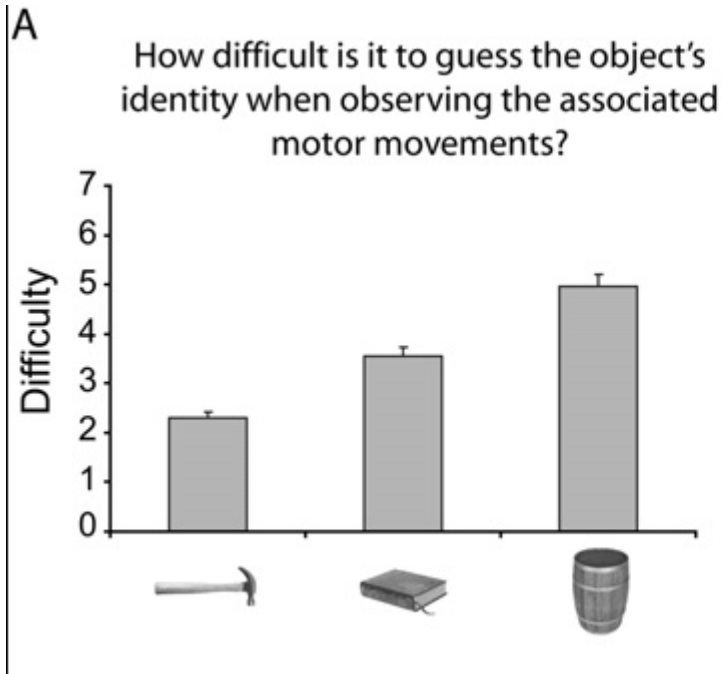 A
How difficult is it to guess the object's
identity when observing the associated
motor movements?
Difficulty
7
6
5
4
3
2
1
0